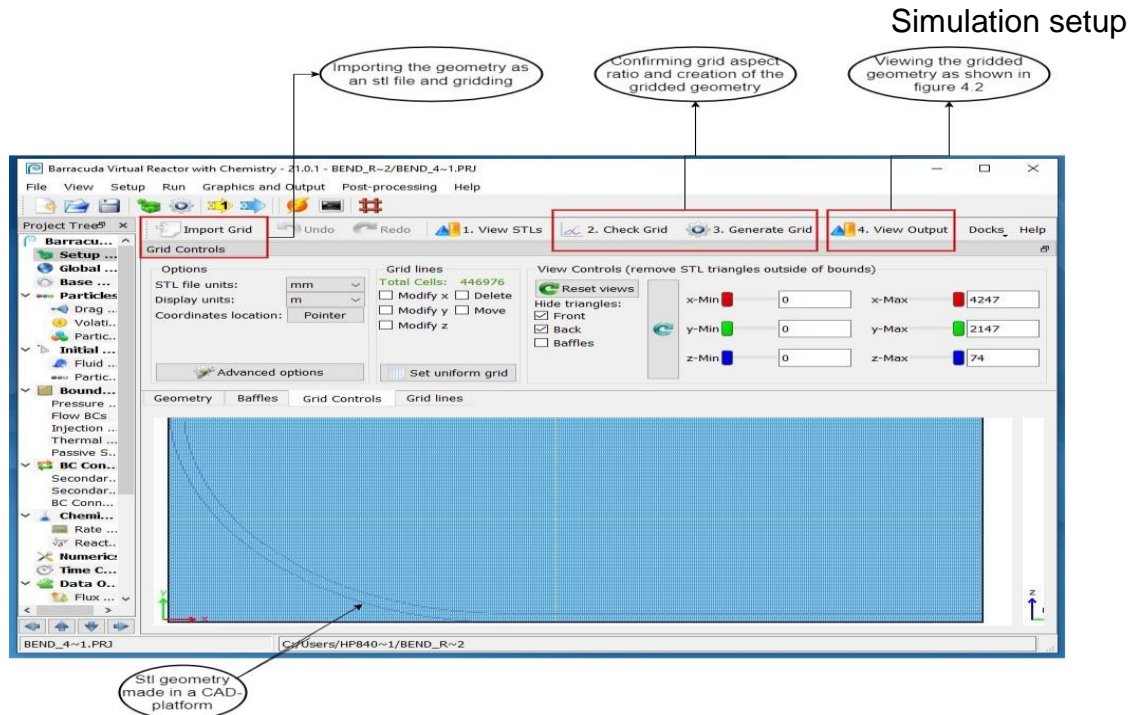 Simulation setup
Importing the geometry as
an stl file and gridding
Confirming grid aspect
ratio and creation of the
gridded geometry
Viewing the gridded
geometry as shown in
figure 4.2
Barracuda Virtual Reactor with Chemistry - 21.0.1 - BEND_R~2/BEND_4~1.PRJ
File View Setup Run Graphics and Output Post-processing Help
Project Tree
Import Grid Undo Redo 1. View STLs 2. Check Grid 3. Generate Grid 4. View Output Docks Help
Grid Controls
Barracu...
Setup ...
Global ...
Base ...
Particles
Drag ...
Volati..
Partic..
Initial ...
Fluid ...
Partic..
Bound...
Pressure ..
Flow BCs
Injection ...
Thermal ...
Passive S..
BC Con...
Secondar..
Secondar..
BC Conn...
Chemi...
Rate ...
React..
Numerics
Time C...
Data O..
Flux ...
Options
STL file units: mm
Display units: m
Coordinates location: Pointer
Advanced options
Grid lines
Total Cells: 446976
Modify x Delete
Modify y Move
Modify z
Set uniform grid
View Controls (remove STL triangles outside of bounds)
Reset views
Hide triangles:
Front
Back
Baffles
x-Min 0 x-Max 4247
y-Min 0 y-Max 2147
z-Min 0 z-Max 74
Geometry Baffles Grid Controls Grid lines
Y
x
z
BEND_4~1.PRJ C:/Users/HP840~1/BEND_R~2
Stl geometry
made in a CAD-
platform